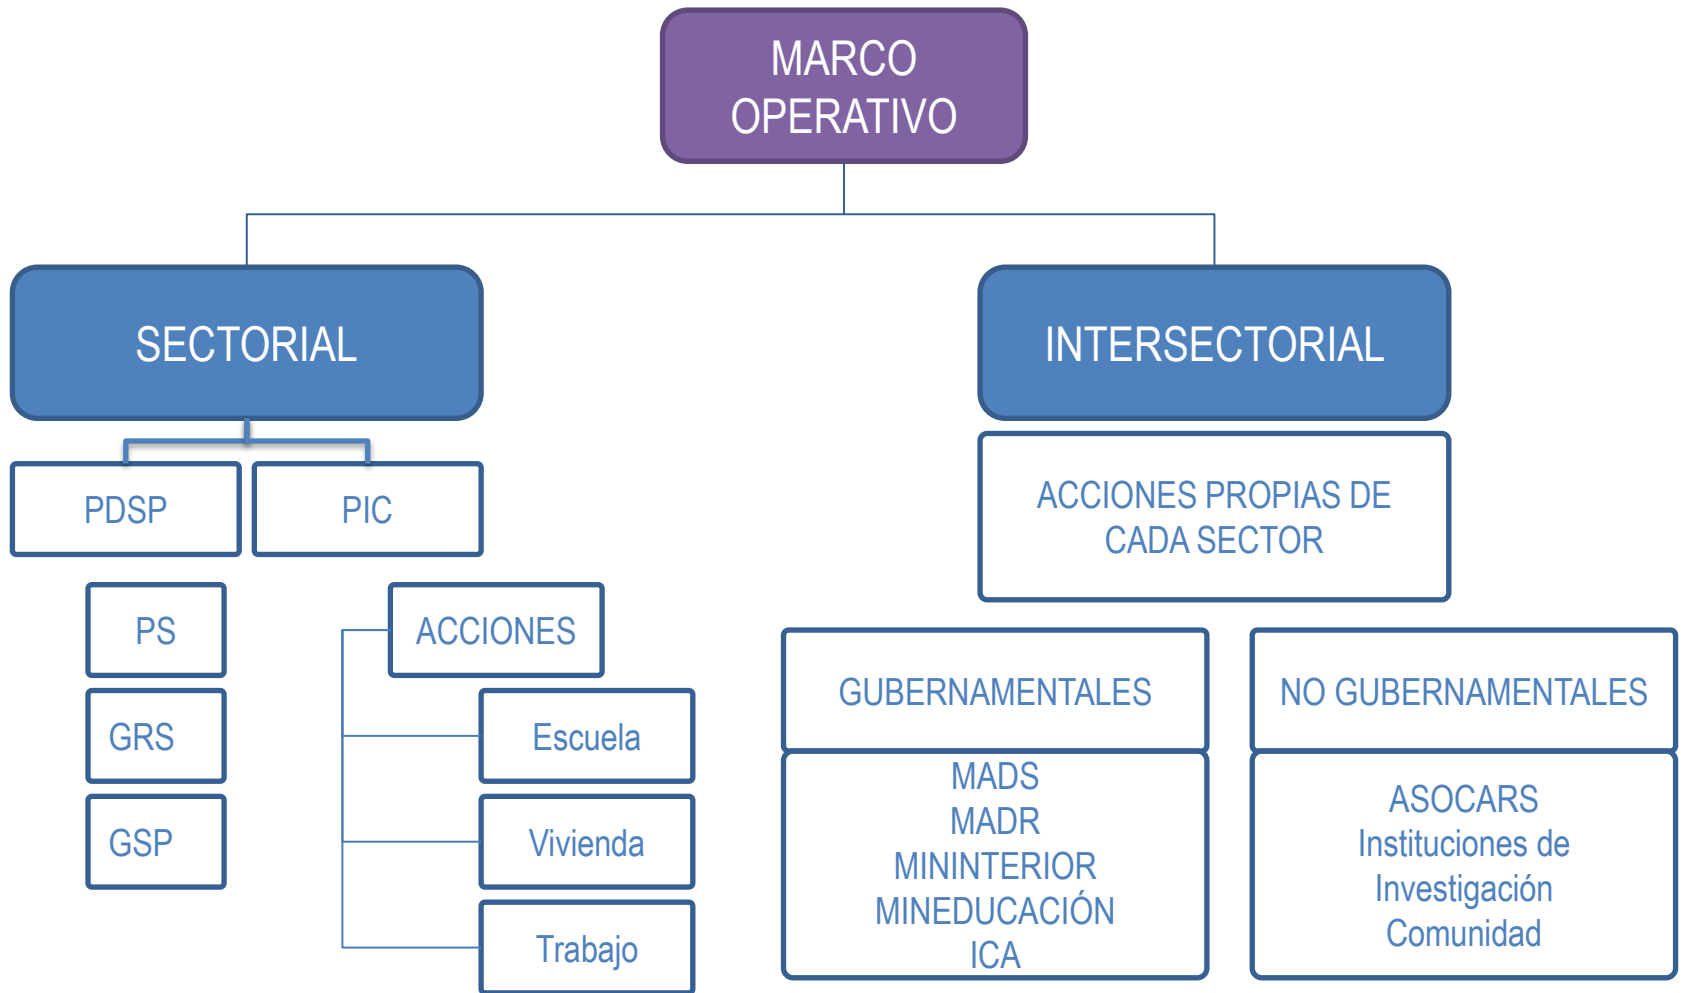 MARCO
OPERATIVO
SECTORIAL
INTERSECTORIAL
PDSP
PIC
ACCIONES PROPIAS DE
CADA SECTOR
PS
ACCIONES
GRS
Escuela
GSP
Vivienda
Trabajo
GUBERNAMENTALES
NO GUBERNAMENTALES
MADS
MADR
MININTERIOR
MINEDUCACIÓN
ICA
ASOCARS
Instituciones de
Investigación
Comunidad